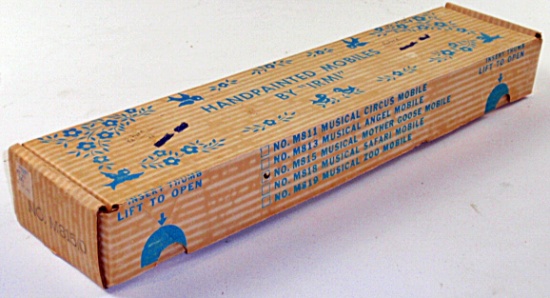 HANDPAINTED MOBILES
BY "IRMI"
INSERT THUMB
LIFT TO OPEN
NO. M811 MUSICAL CIRCUS MOBILE
NO. M813 MUSICAL ANGEL MOBILE
NO. M815 MUSICAL MOTHER GOOSE MOBILE
NO. M818 MUSICAL SAFARI MOBILE
NO. M819 MUSICAL ZOO MOBILE
INSERT THUMB
LIFT TO OPEN